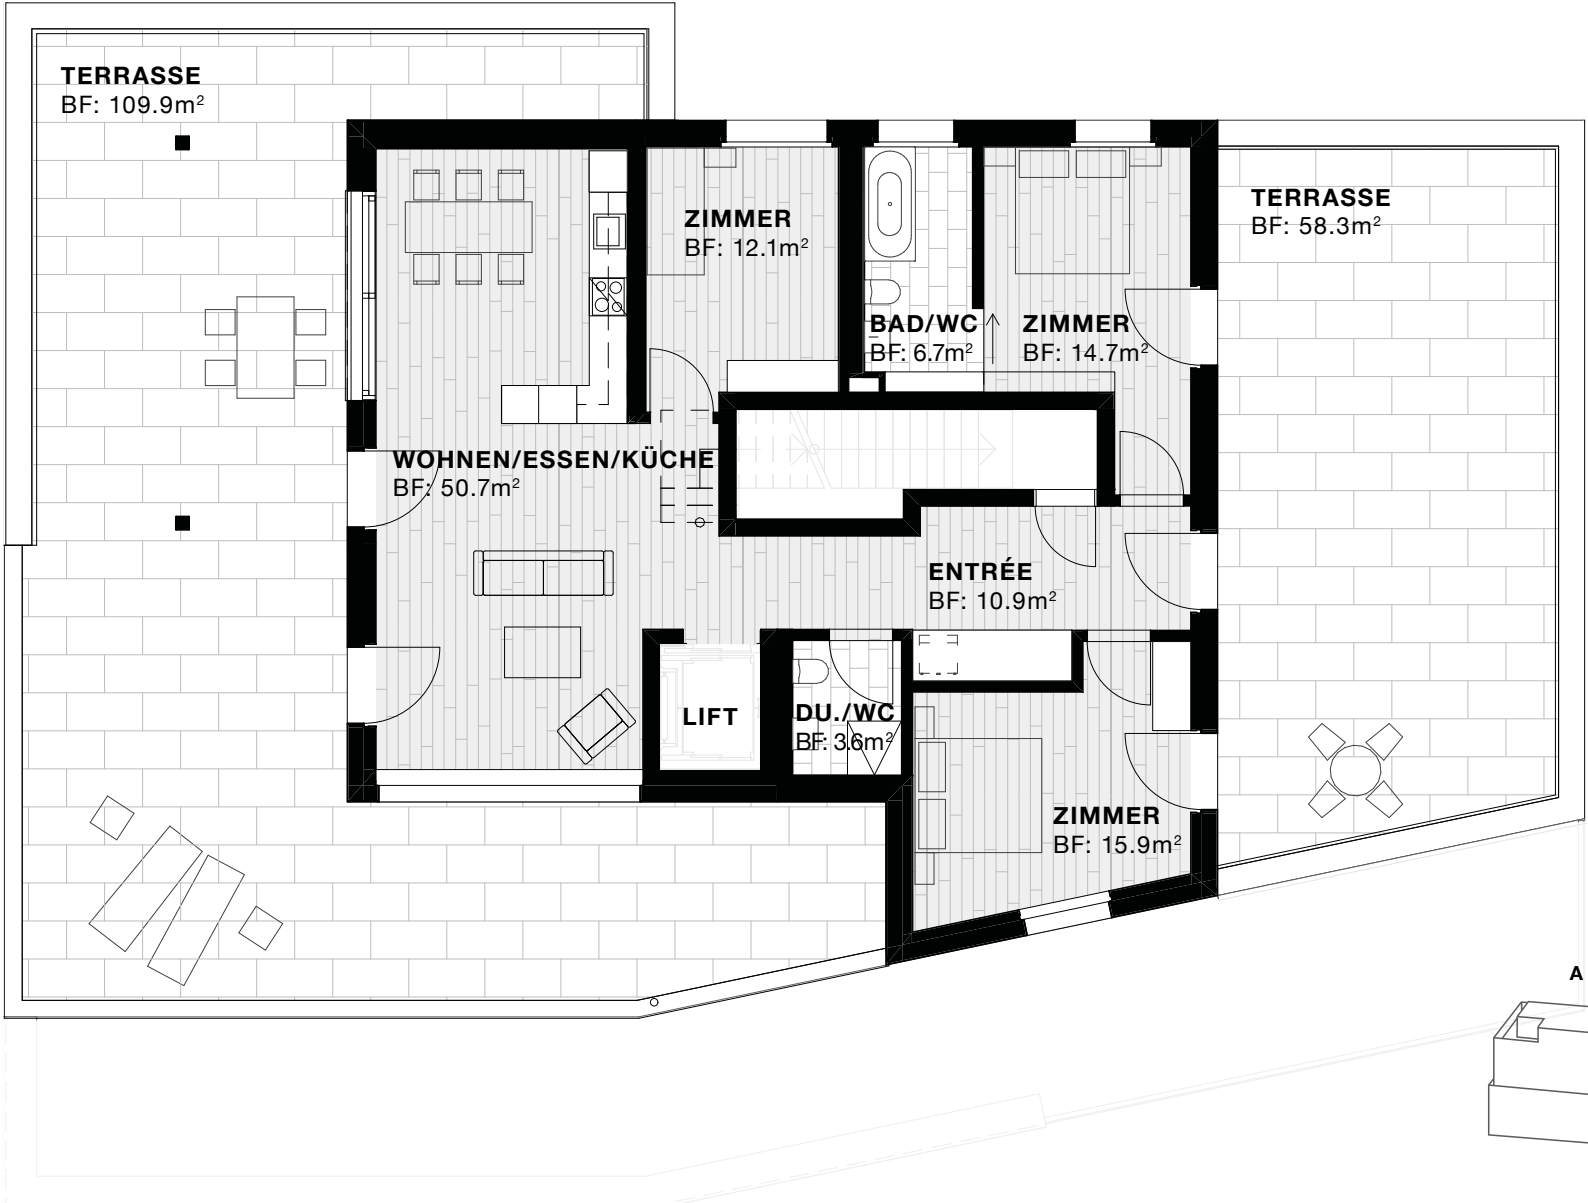 TERRASSE
BF: 109.9m²
TERRASSE
BF: 58.3m²
ZIMMER
BF: 12.1m²
BAD/WC
BF: 6.7m²
ZIMMER
BF: 14.7m²
WOHNEN/ESSEN/KÜCHE
BF: 50.7m²
ENTRÉE
BF: 10.9m²
LIFT
DU./WC
BF: 3.6m²
ZIMMER
BF: 15.9m²
A